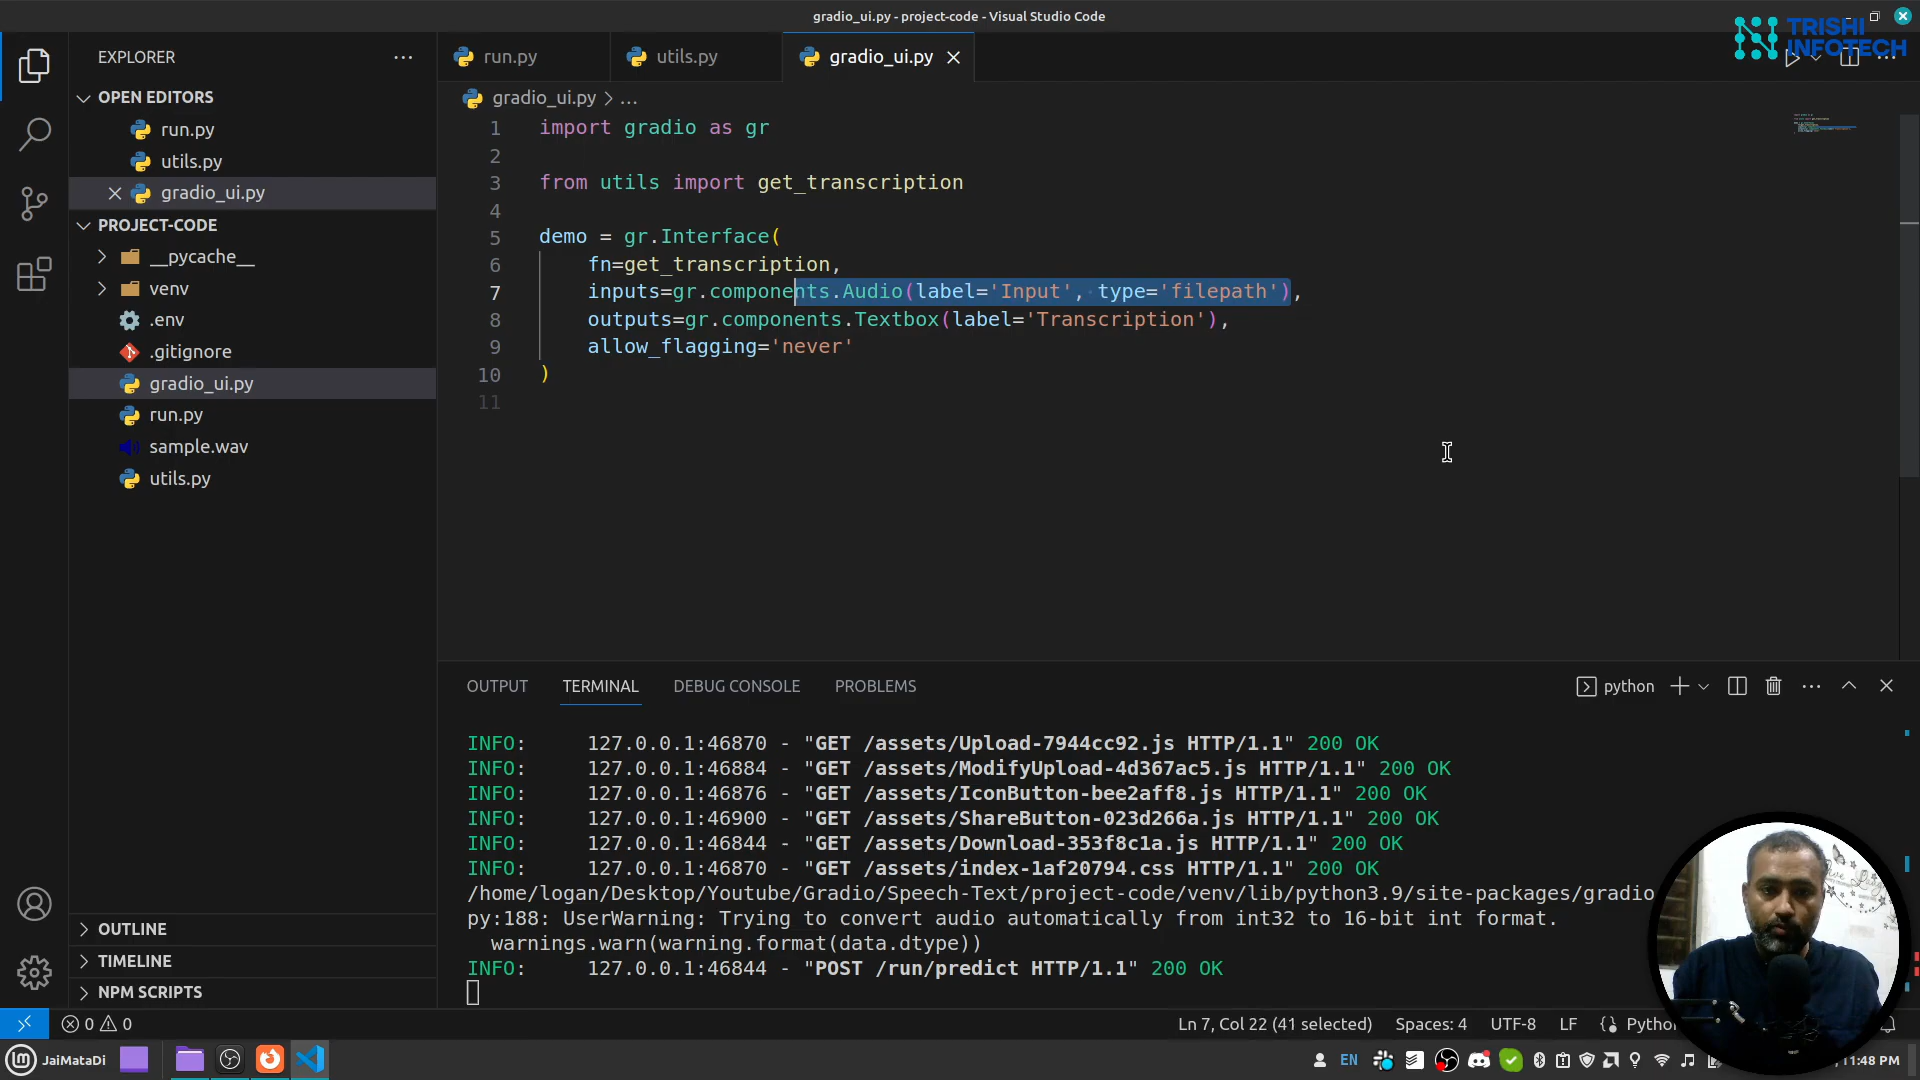 gradio_ui.py - project-code - Visual Studio Code
TRISHI
INFOTECH
EXPLORER
OPEN EDITORS
run.py
utils.py
gradio_ui.py
PROJECT-CODE
__pycache__
venv
.env
.gitignore
gradio_ui.py
run.py
sample.wav
utils.py
OUTLINE
TIMELINE
NPM SCRIPTS
run.py
utils.py
gradio_ui.py
gradio_ui.py > ...
1 import gradio as gr
2
3 from utils import get_transcription
4
5 demo = gr.Interface(
6 fn=get_transcription,
7 inputs=gr.components.Audio(label='Input', type='filepath'),
8 outputs=gr.components.Textbox(label='Transcription'),
9 allow_flagging='never'
10 )
11
OUTPUT TERMINAL DEBUG CONSOLE PROBLEMS
python
INFO: 127.0.0.1:46870 - "GET /assets/Upload-7944cc92.js HTTP/1.1" 200 OK
INFO: 127.0.0.1:46884 - "GET /assets/ModifyUpload-4d367ac5.js HTTP/1.1" 200 OK
INFO: 127.0.0.1:46876 - "GET /assets/IconButton-bee2aff8.js HTTP/1.1" 200 OK
INFO: 127.0.0.1:46900 - "GET /assets/ShareButton-023d266a.js HTTP/1.1" 200 OK
INFO: 127.0.0.1:46844 - "GET /assets/Download-353f8c1a.js HTTP/1.1" 200 OK
INFO: 127.0.0.1:46870 - "GET /assets/index-1af20794.css HTTP/1.1" 200 OK
/home/logan/Desktop/Youtube/Gradio/Speech-Text/project-code/venv/lib/python3.9/site-packages/gradio
py:188: UserWarning: Trying to convert audio automatically from int32 to 16-bit int format.
warnings.warn(warning.format(data.dtype))
INFO: 127.0.0.1:46844 - "POST /run/predict HTTP/1.1" 200 OK
0 0
Ln 7, Col 22 (41 selected) Spaces: 4 UTF-8 LF
JaiMataDi
EN
11:48 PM